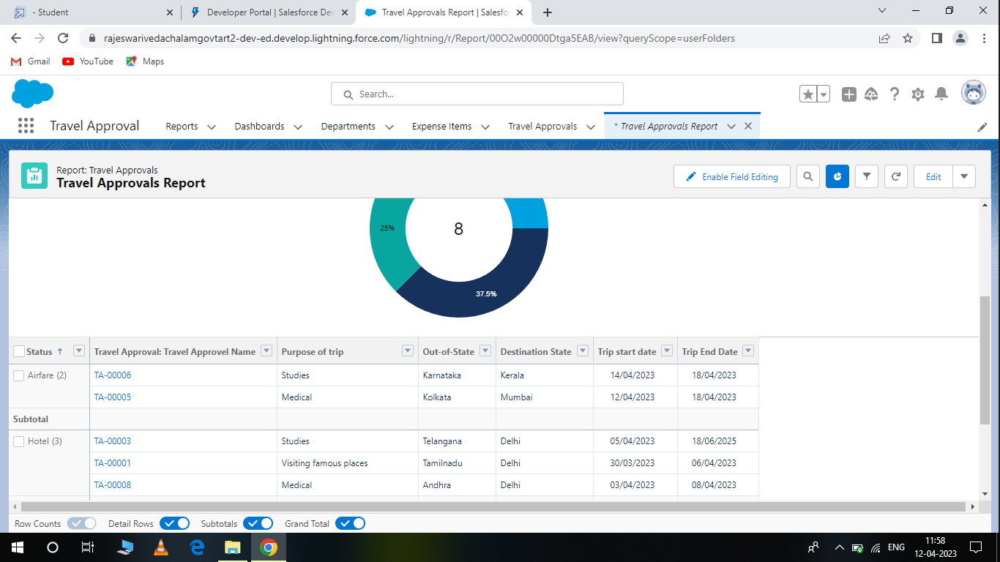 - Student
Developer Portal | Salesforce Dev
Travel Approvals Report | Salesfo
rajeswarivedachalamgovtart2-dev-ed.develop.lightning.force.com/lightning/r/Report/00O2w00000Dtga5EAB/view?queryScope=userFolders
Gmail YouTube Maps
Search...
Travel Approval Reports Dashboards Departments Expense Items Travel Approvals * Travel Approvals Report
Report: Travel Approvals
Travel Approvals Report
Enable Field Editing Edit
25% 8
37.5%
Status ↑ Travel Approval: Travel Approvel Name Purpose of trip Out-of-State Destination State Trip start date Trip End Date
Airfare (2) TA-00006 Studies Karnataka Kerala 14/04/2023 18/04/2023
TA-00005 Medical Kolkata Mumbai 12/04/2023 18/04/2023
Subtotal
Hotel (3) TA-00003 Studies Telangana Delhi 05/04/2023 18/06/2025
TA-00001 Visiting famous places Tamilnadu Delhi 30/03/2023 06/04/2023
TA-00008 Medical Andhra Delhi 03/04/2023 08/04/2023
Row Counts Detail Rows Subtotals Grand Total
ENG 11:58
12-04-2023